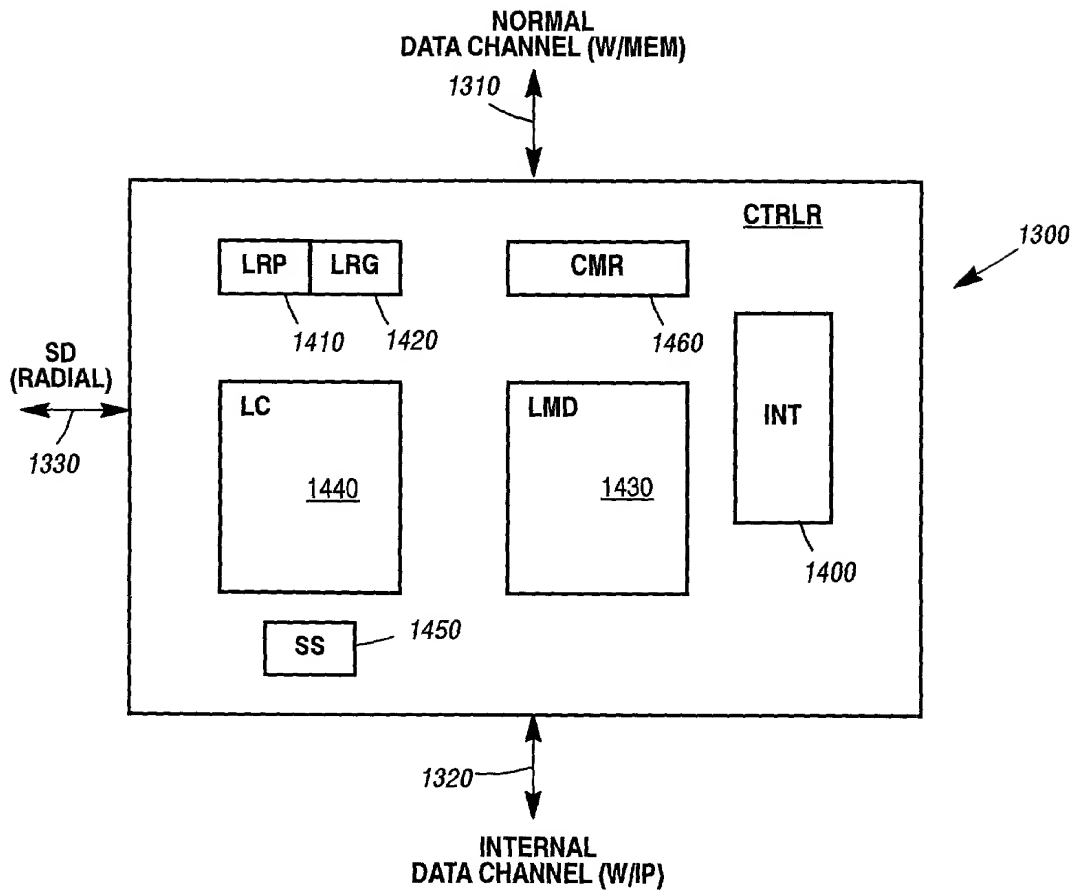 NORMAL
DATA CHANNEL (W/MEM)
1310
CTRLR
1300
LRP LRG
CMR
1410 1420
1460
SD
(RADIAL)
1330
LC
1440
LMD
1430
INT
1400
SS
1450
1320
INTERNAL
DATA CHANNEL (W/IP)